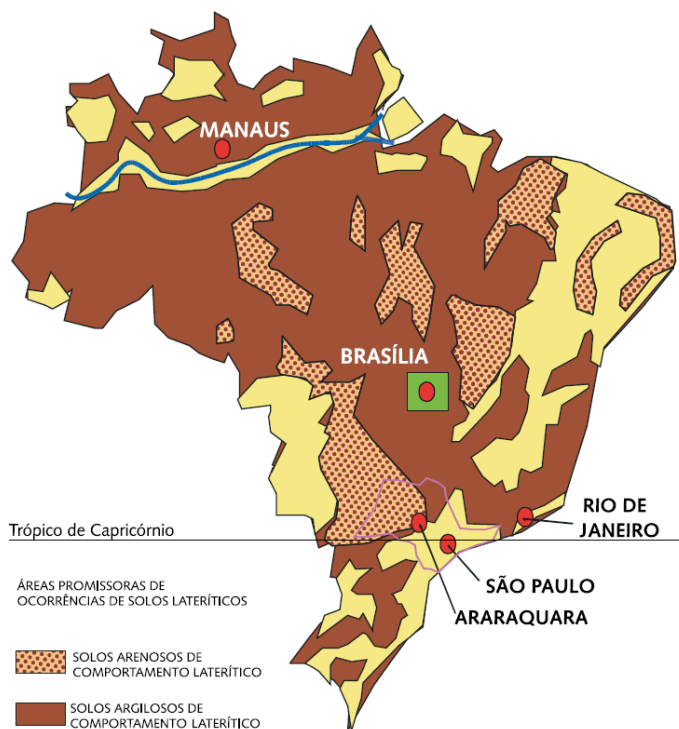 MANAUS
BRASÍLIA
RIO DE
JANEIRO
Trópico de Capricórnio
SÃO PAULO
ARARAQUARA
ÁREAS PROMISSORAS DE
OCORRÊNCIAS DE SOLOS LATERÍTICOS
SOLOS ARENOSOS DE
COMPORTAMENTO LATERÍTICO
SOLOS ARGILOSOS DE
COMPORTAMENTO LATERÍTICO